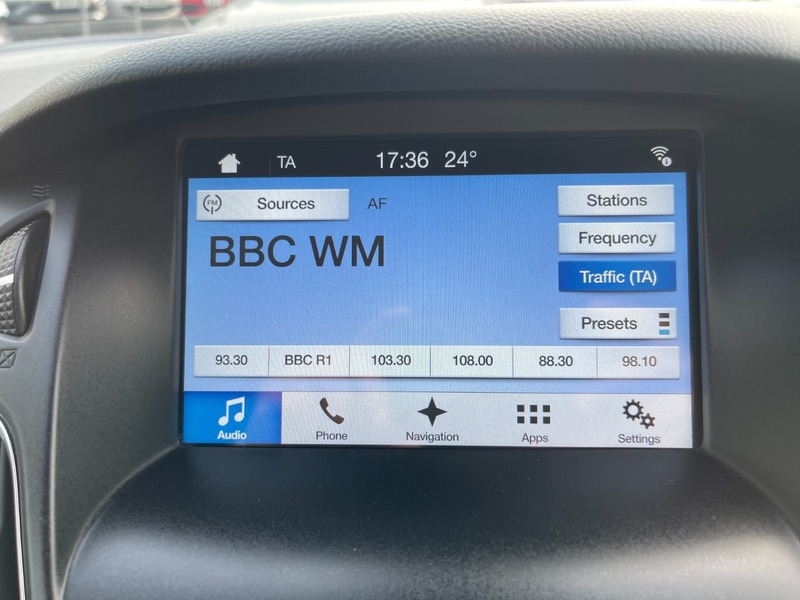 TA 17:36 24°
FM Sources AF Stations
BBC WM
Frequency
Traffic (TA)
Presets
93.30 BBC R1 103.30 108.00 88.30 98.10
Audio Phone Navigation Apps Settings